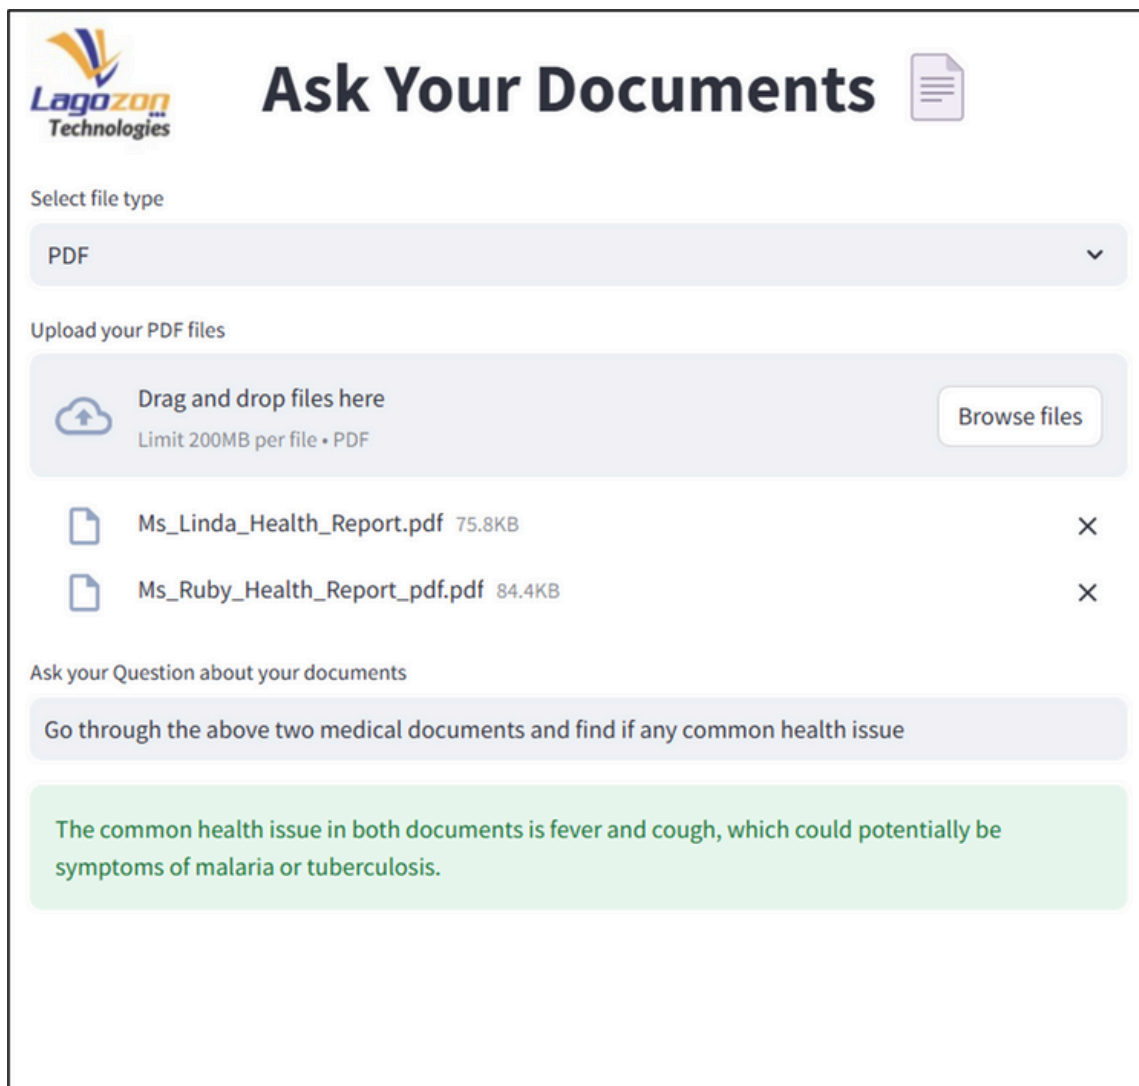 Lagozon
Technologies
Ask Your Documents
Select file type
PDF
Upload your PDF files
Drag and drop files here
Limit 200MB per file • PDF
Browse files
Ms_Linda_Health_Report.pdf 75.8KB
Ms_Ruby_Health_Report_pdf.pdf 84.4KB
Ask your Question about your documents
Go through the above two medical documents and find if any common health issue
The common health issue in both documents is fever and cough, which could potentially be
symptoms of malaria or tuberculosis.